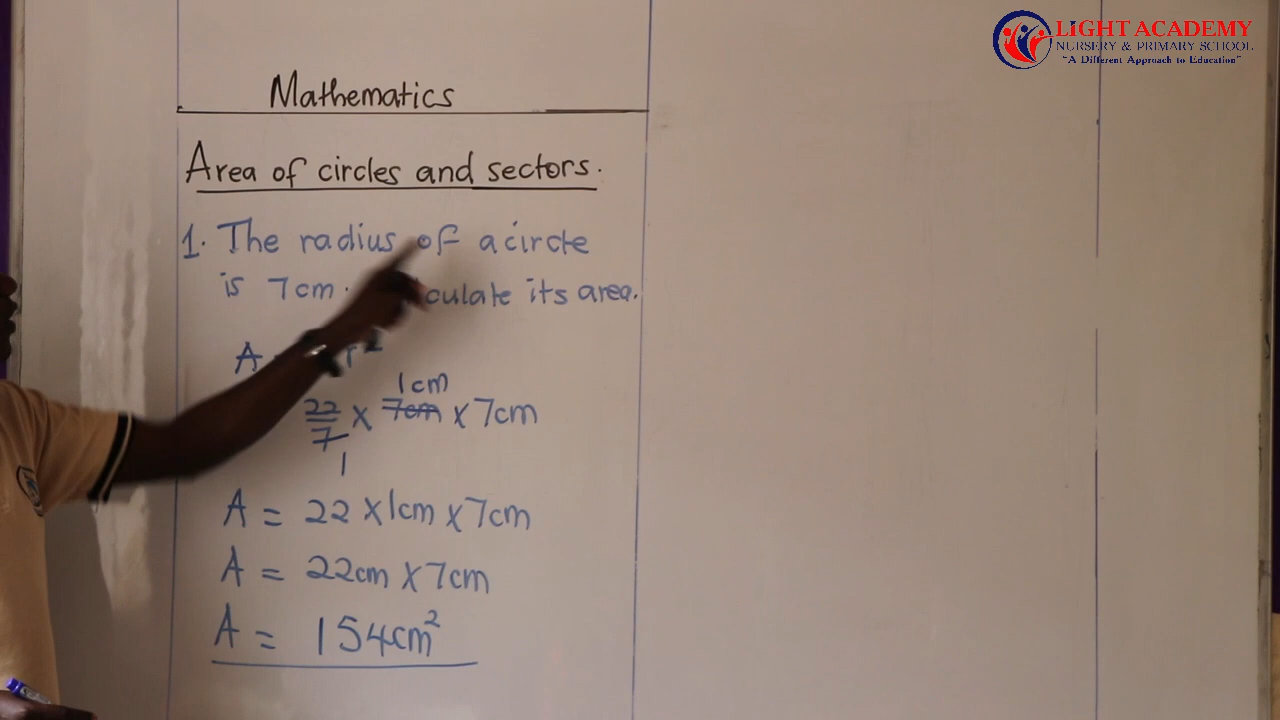 LIGHT ACADEMY
NURSERY & PRIMARY SCHOOL
"A Different Approach to Education"
Mathematics
Area of circles and sectors.
1. The radius of a circle
is 7cm. culate its area.
A r²
1cm
22/7 x 7cm x 7cm
1
A = 22 x 1cm x 7cm
A = 22cm x 7cm
A = 154cm²